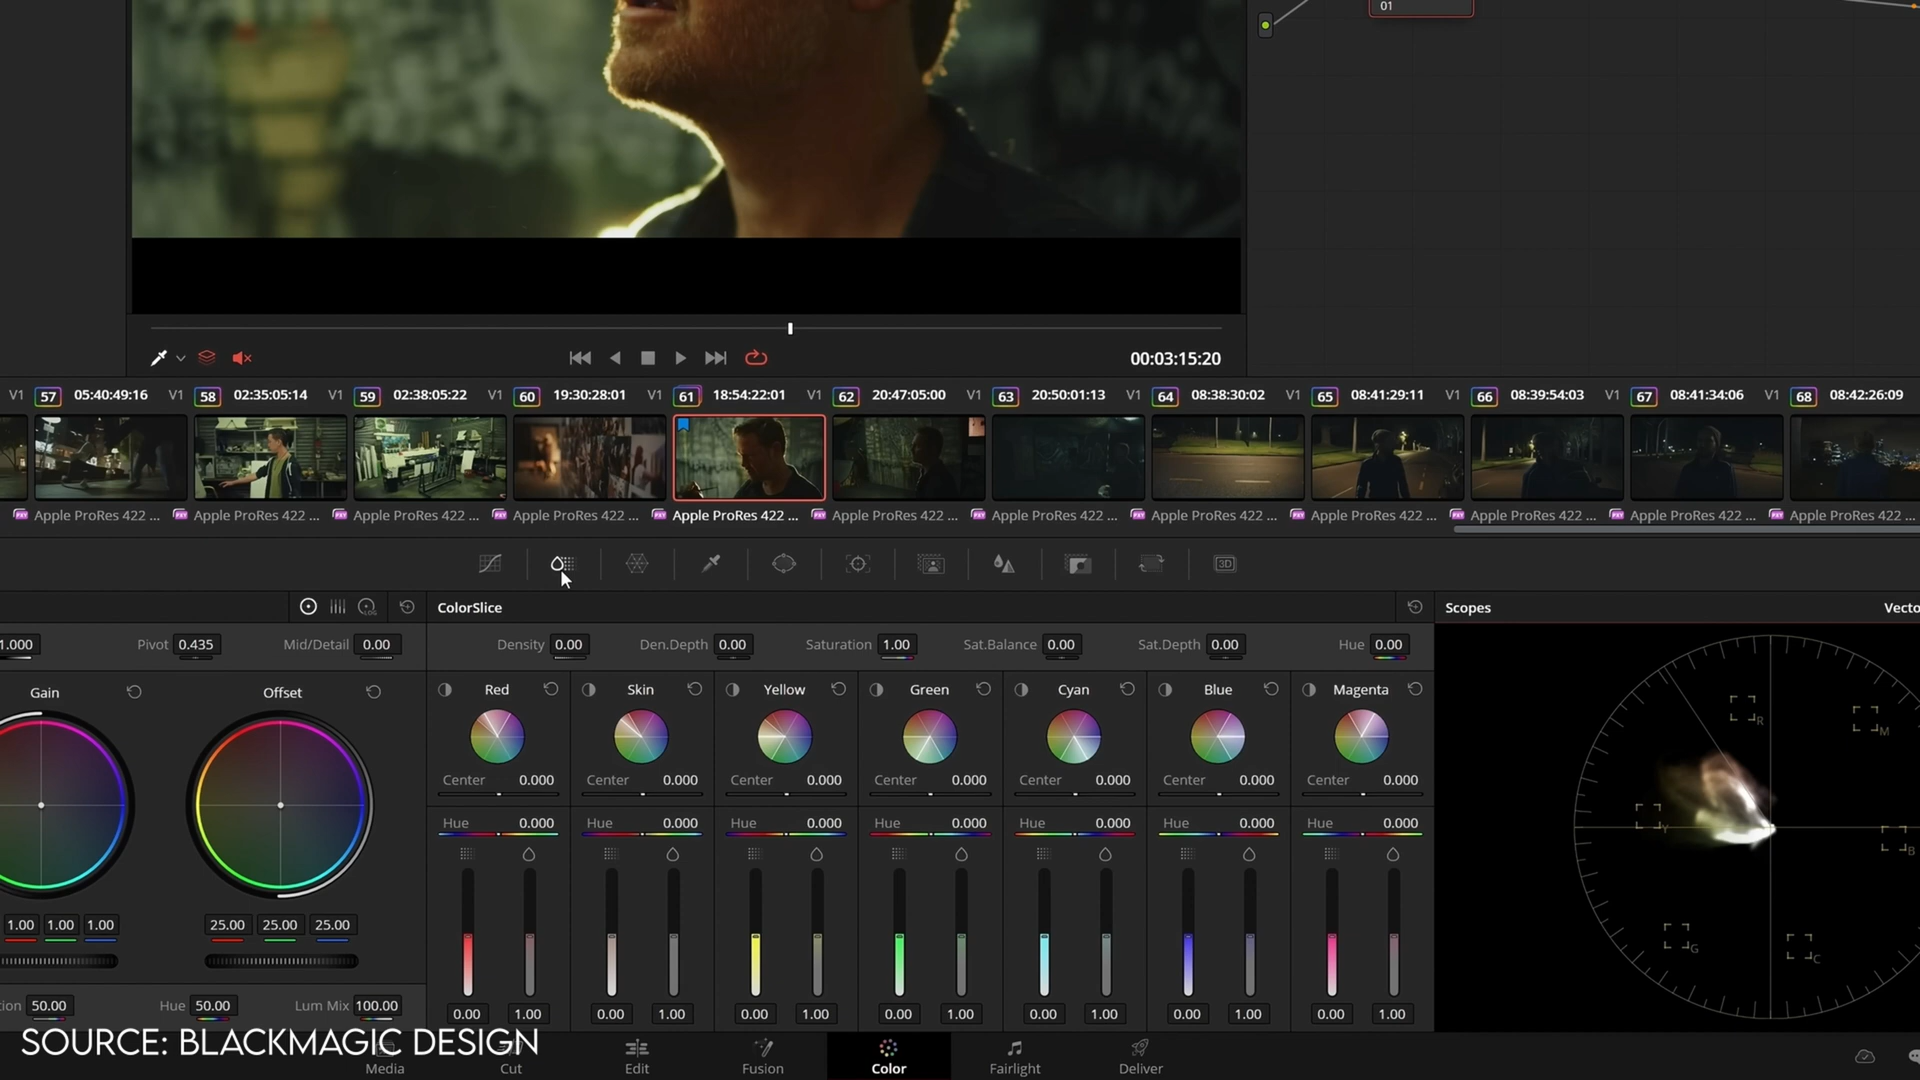 01
00:03:15:20
V1 57 05:40:49:16 V1 58 02:35:05:14 V1 59 02:38:05:22 V1 60 19:30:28:01 V1 61 18:54:22:01 V1 62 20:47:05:00 V1 63 20:50:01:13 V1 64 08:38:30:02 V1 65 08:41:29:11 V1 66 08:39:54:03 V1 67 08:41:34:06 V1 68 08:42:26:09
Apple ProRes 422 ... Apple ProRes 422 ... Apple ProRes 422 ... Apple ProRes 422 ... Apple ProRes 422 ... Apple ProRes 422 ... Apple ProRes 422 ... Apple ProRes 422 ... Apple ProRes 422 ... Apple ProRes 422 ... Apple ProRes 422 ... Apple ProRes 422 ...
3D
LOG
ColorSlice
Scopes
Vecto
1.000 Pivot 0.435 Mid/Detail 0.00
Density 0.00 Den.Depth 0.00 Saturation 1.00 Sat.Balance 0.00 Sat.Depth 0.00 Hue 0.00
Gain Offset
Red Skin Yellow Green Cyan Blue Magenta
Center 0.000 Center 0.000 Center 0.000 Center 0.000 Center 0.000 Center 0.000 Center 0.000
Hue 0.000 Hue 0.000 Hue 0.000 Hue 0.000 Hue 0.000 Hue 0.000 Hue 0.000
R
M
Y
B
G
C
1.00 1.00 1.00 25.00 25.00 25.00
tion 50.00 Hue 50.00 Lum Mix 100.00
0.00 1.00 0.00 1.00 0.00 1.00 0.00 1.00 0.00 1.00 0.00 1.00 0.00 1.00
SOURCE: BLACKMAGIC DESIGN
Media Cut Edit Fusion Color Fairlight Deliver